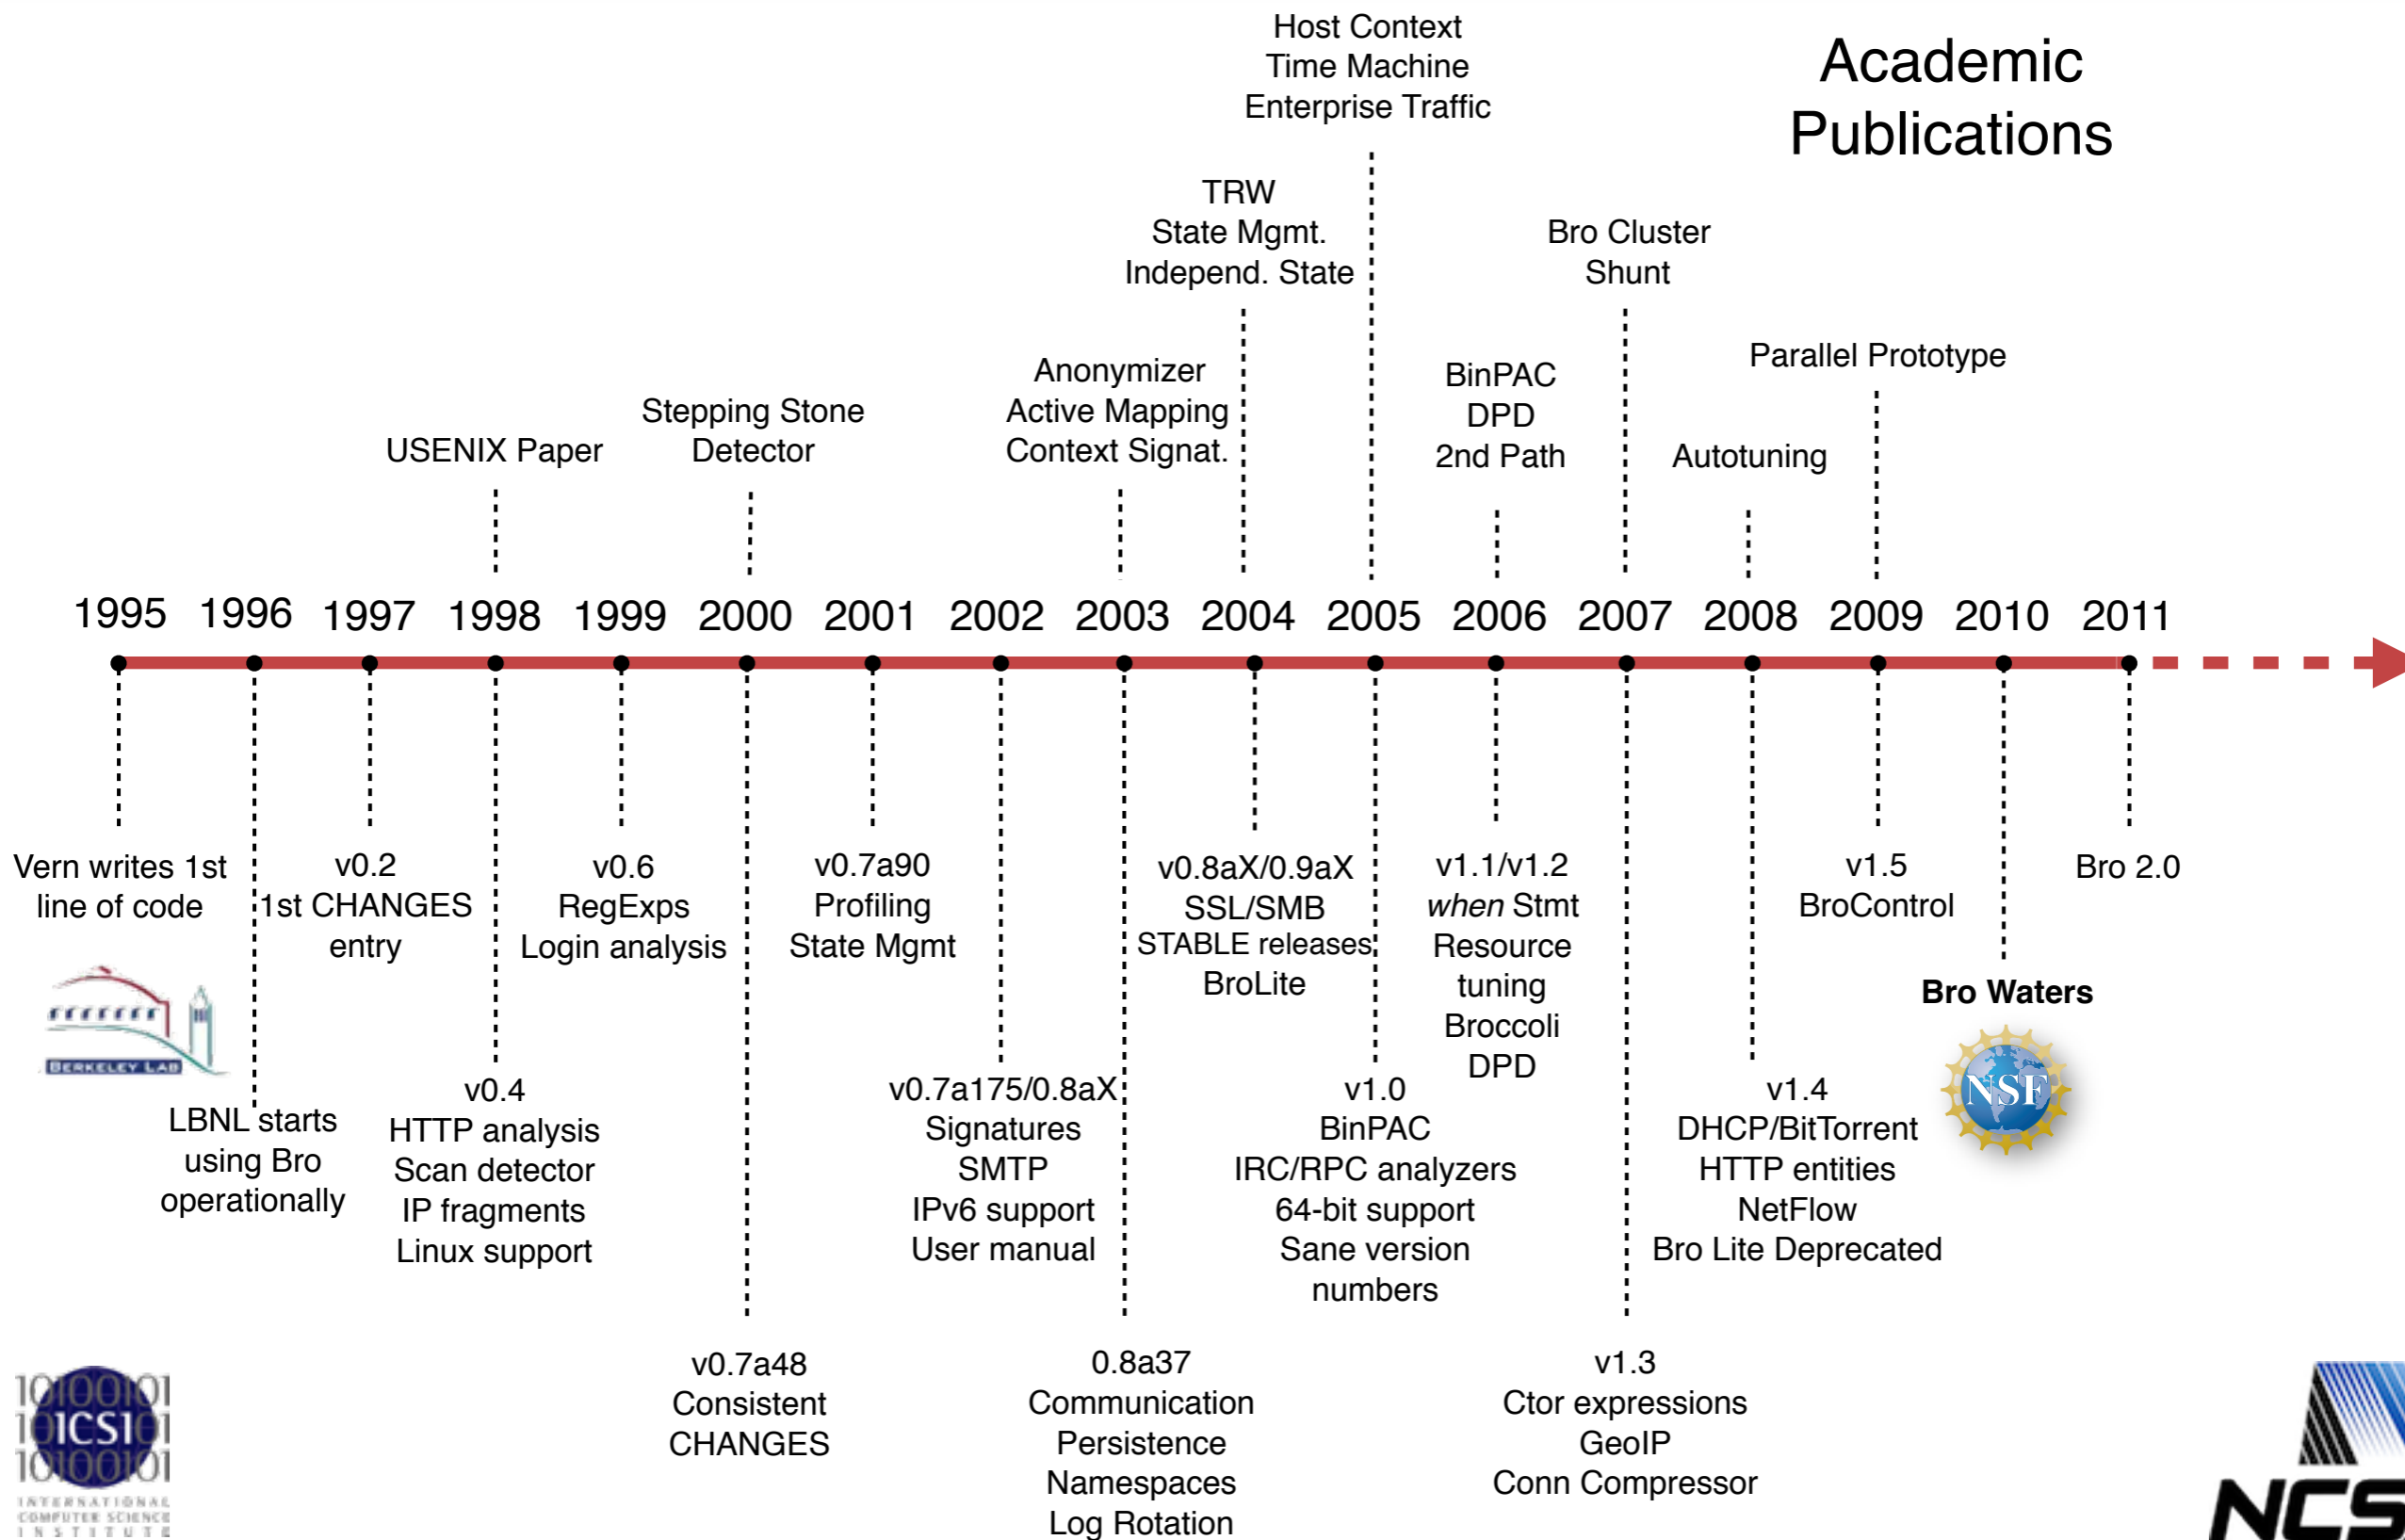 Host Context
Time Machine
Enterprise Traffic
Academic
Publications
TRW
State Mgmt.
Independ. State
Bro Cluster
Shunt
Anonymizer
Active Mapping
Context Signat.
BinPAC
DPD
2nd Path
Parallel Prototype
Stepping Stone
Detector
USENIX Paper
Autotuning
1995 1996 1997 1998 1999 2000 2001 2002 2003 2004 2005 2006 2007 2008 2009 2010 2011
Vern writes 1st
line of code
BERKELEY LAB
LBNL starts
using Bro
operationally
v0.2
1st CHANGES
entry
v0.4
HTTP analysis
Scan detector
IP fragments
Linux support
v0.6
RegExps
Login analysis
v0.7a48
Consistent
CHANGES
v0.7a90
Profiling
State Mgmt
v0.7a175/0.8aX
Signatures
SMTP
IPv6 support
User manual
0.8a37
Communication
Persistence
Namespaces
Log Rotation
v0.8aX/0.9aX
SSL/SMB
STABLE releases
BroLite
v1.0
BinPAC
IRC/RPC analyzers
64-bit support
Sane version
numbers
v1.1/v1.2
when Stmt
Resource
tuning
Broccoli
DPD
v1.3
Ctor expressions
GeoIP
Conn Compressor
v1.4
DHCP/BitTorrent
HTTP entities
NetFlow
Bro Lite Deprecated
v1.5
BroControl
Bro Waters
NSF
Bro 2.0
10100101
101ICSI01
10100101
INTERNATIONAL
COMPUTER SCIENCE
INSTITUTE